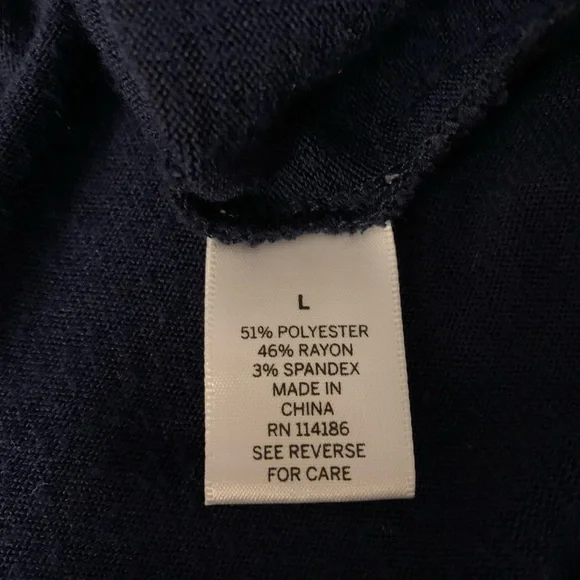 L
51% POLYESTER
46% RAYON
3% SPANDEX
MADE IN
CHINA
RN 114186
SEE REVERSE
FOR CARE